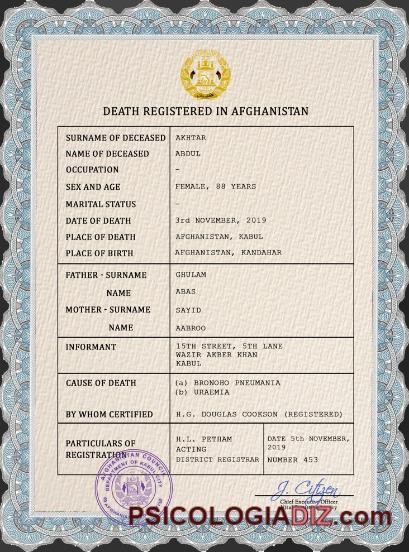 DEATH REGISTERED IN AFGHANISTAN
SURNAME OF DECEASED AKHTAR
NAME OF DECEASED ABDUL
OCCUPATION –
SEX AND AGE FEMALE, 88 YEARS
MARITAL STATUS –
DATE OF DEATH 3rd NOVEMBER, 2019
PLACE OF DEATH AFGHANISTAN, KABUL
PLACE OF BIRTH AFGHANISTAN, KANDAHAR
FATHER - SURNAME GHULAM
NAME ABAS
MOTHER - SURNAME SAYID
NAME AABROO
INFORMANT 15TH STREET, 5TH LANE
WAZIR AKBER KHAN
KABUL
CAUSE OF DEATH (a) BRONOHO PNEUMANIA
(b) URAEMIA
BY WHOM CERTIFIED H.G. DOUGLAS COOKSON (REGISTERED)
PARTICULARS OF
REGISTRATION
H.L. PETHAM
ACTING
DISTRICT REGISTRAR
DATE 5th NOVEMBER,
2019
NUMBER 453
J. Citizen
Chief Executive Officer
PSICOLOGIADIZ.com